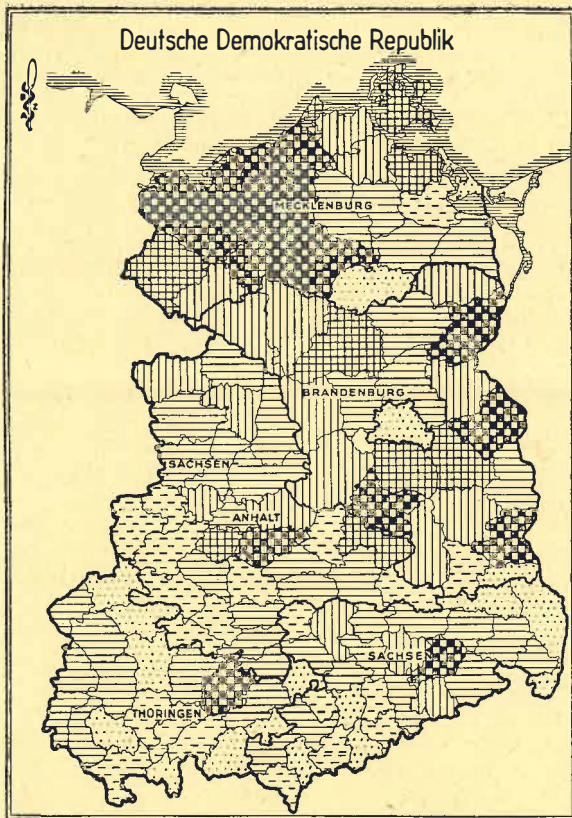 Deutsche Demokratische Republik
N
MECKLENBURG
BRANDENBURG
SACHSEN-
ANHALT
SACHSEN
THÜRINGEN